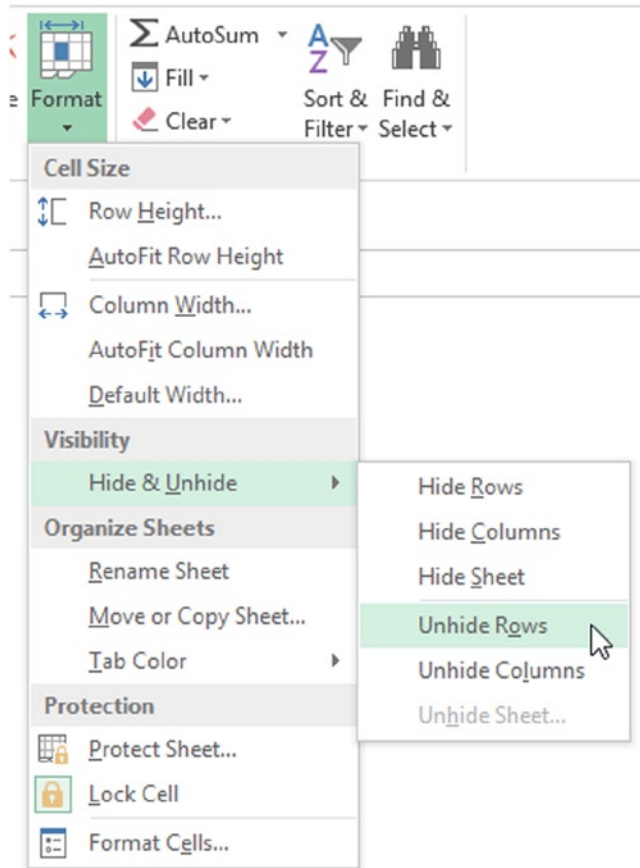 AutoSum
Fill
Clear
e Format
Sort &
Filter
Find &
Select
Cell Size
Row Height...
AutoFit Row Height
Column Width...
AutoFit Column Width
Default Width...
Visibility
Hide & Unhide
Organize Sheets
Rename Sheet
Move or Copy Sheet...
Tab Color
Protection
Protect Sheet...
Lock Cell
Format Cells...
Hide Rows
Hide Columns
Hide Sheet
Unhide Rows
Unhide Columns
Unhide Sheet...